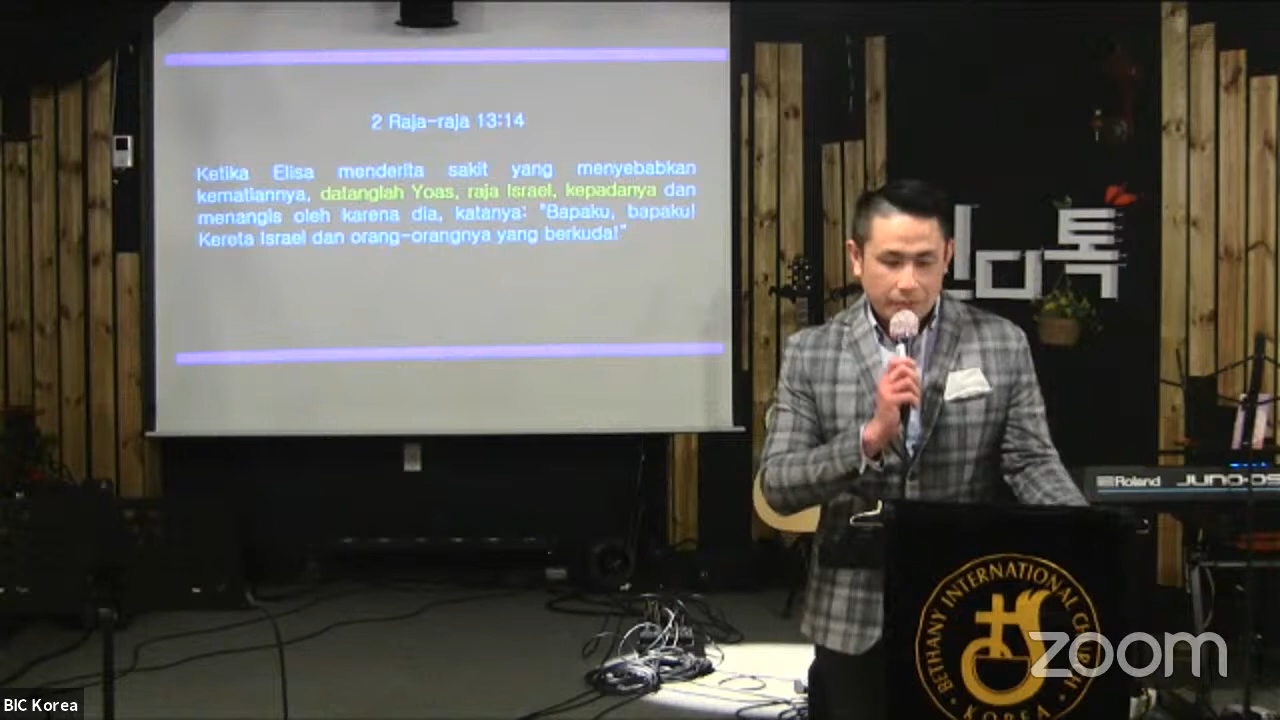 2 Raja-raja 13:14
Ketika Elisa menderita sakit yang menyebabkan
kematiannya, datanglah Yoas, raja Israel, kepadanya dan
menangis oleh karena dia, katanya: "Bapaku, bapaku!
Kereta Israel dan orang-orangnya yang berkuda!"
디톡
Roland JUNO-DS
BETHANY INTERNATIONAL CHURCH
KOREA
zoom
BIC Korea